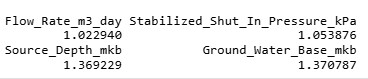 Flow_Rate_m3_day Stabilized_Shut_In_Pressure_kPa
1.022940 1.053876
Source_Depth_mkb Ground_Water_Base_mkb
1.369229 1.370787